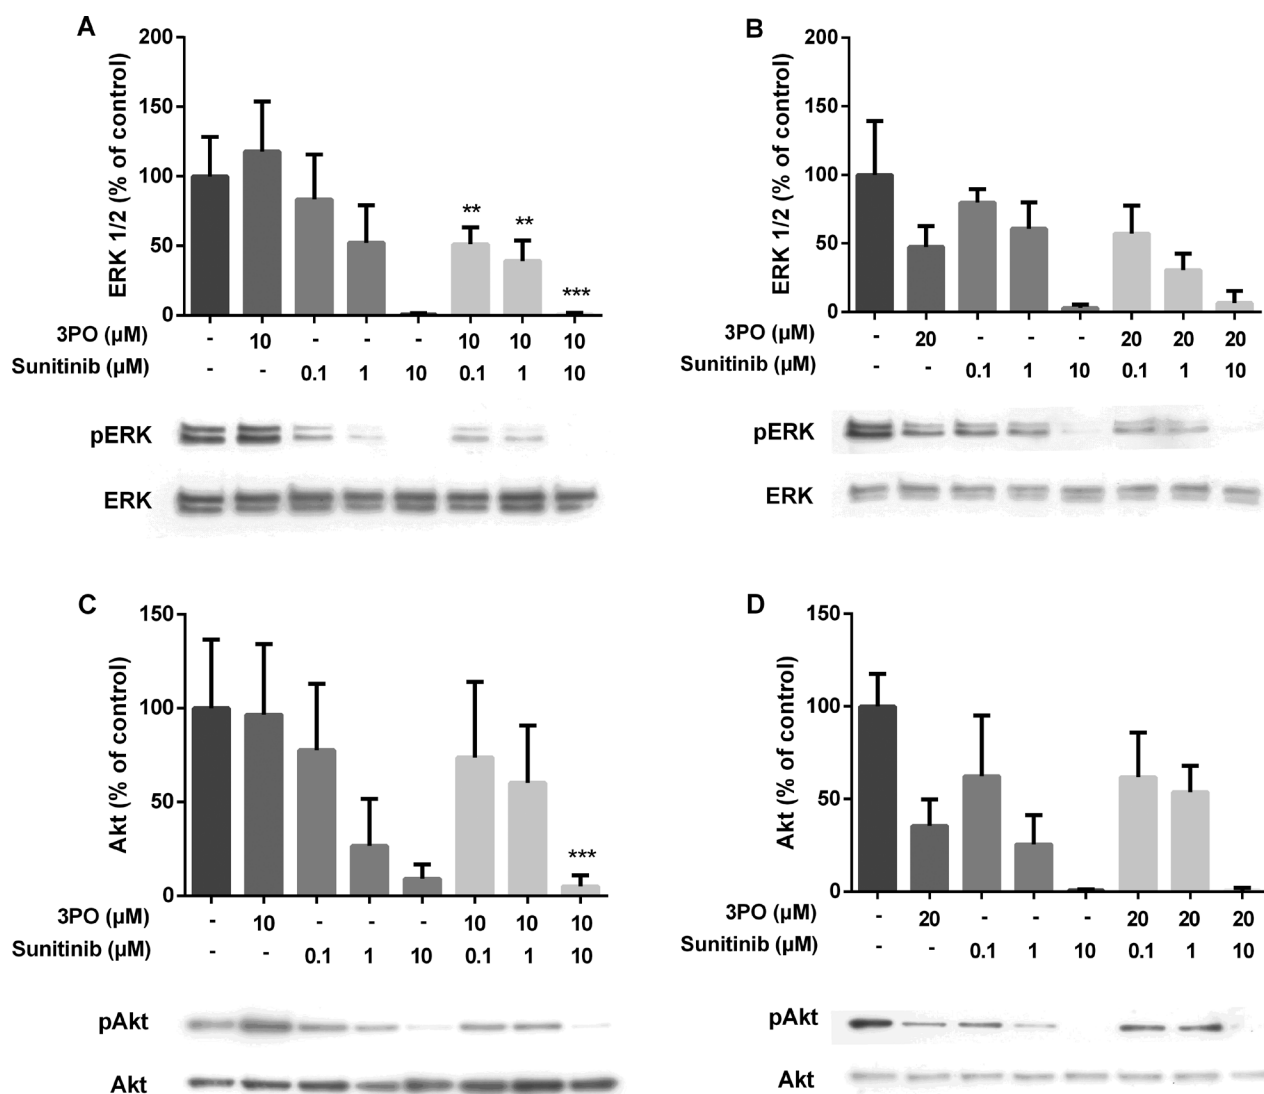 A
ERK 1/2 (% of control)
200
150
100
50
0
** ** ***
3PO (µM) - 10 - - - 10 10 10
Sunitinib (µM) - - 0.1 1 10 0.1 1 10
pERK
ERK
B
ERK 1/2 (% of control)
200
150
100
50
0
3PO (µM) - 20 - - - 20 20 20
Sunitinib (µM) - - 0.1 1 10 0.1 1 10
pERK
ERK
C
Akt (% of control)
150
100
50
0
***
3PO (µM) - 10 - - - 10 10 10
Sunitinib (µM) - - 0.1 1 10 0.1 1 10
pAkt
Akt
D
Akt (% of control)
150
100
50
0
3PO (µM) - 20 - - - 20 20 20
Sunitinib (µM) - - 0.1 1 10 0.1 1 10
pAkt
Akt